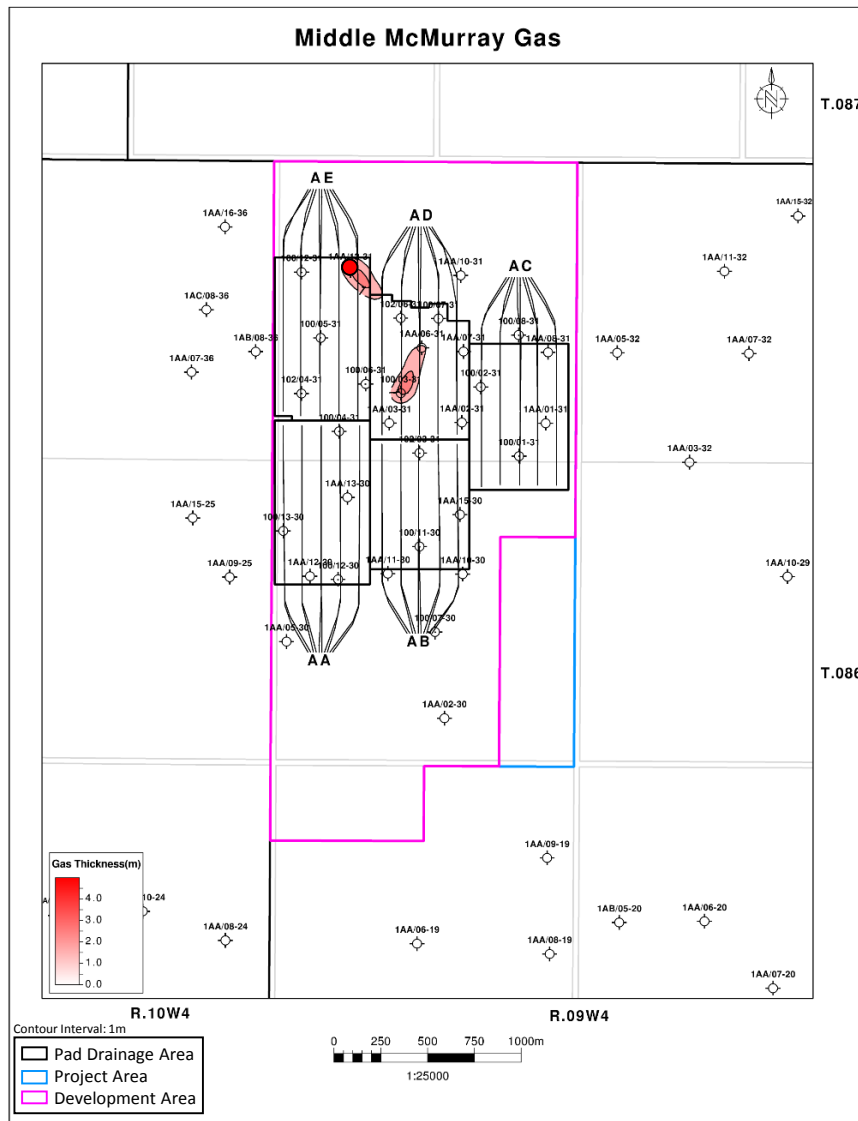 Middle McMurray Gas
N
T.087
AE
1AA/15-32
AD
1AA/16-36
AC
1AA/10-31
1AA/11-32
1AC/08-36
102/06-31
100/07-31
100/05-31
1AA/06-31
100/08-31
1AB/08-36
1AA/07-31
1AA/08-31
1AA/05-32
1AA/07-32
1AA/07-36
102/04-31
100/06-31
100/03-31
100/02-31
100/04-31
1AA/03-31
1AA/02-31
1AA/01-31
100/01-31
1AA/03-32
1AA/13-30
1AA/15-25
1AA/15-30
100/13-30
100/11-30
1AA/09-25
1AA/12-30
100/12-30
1AA/11-30
1AA/10-30
1AA/10-29
1AA/05-30
100/07-30
AA
AB
T.086
1AA/02-30
1AA/09-19
Gas Thickness(m)
4.0
3.0
2.0
1.0
0.0
10-24
1AA/08-24
1AA/06-19
1AA/08-19
1AB/05-20
1AA/06-20
1AA/07-20
R.10W4
R.09W4
Contour Interval: 1m
Pad Drainage Area
Project Area
Development Area
0 250 500 750 1000m
1:25000